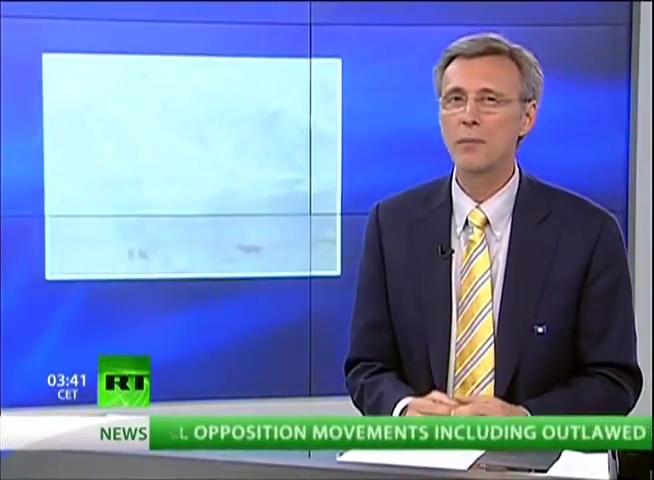 03:41
CET
RT
NEWS
L OPPOSITION MOVEMENTS INCLUDING OUTLAWED